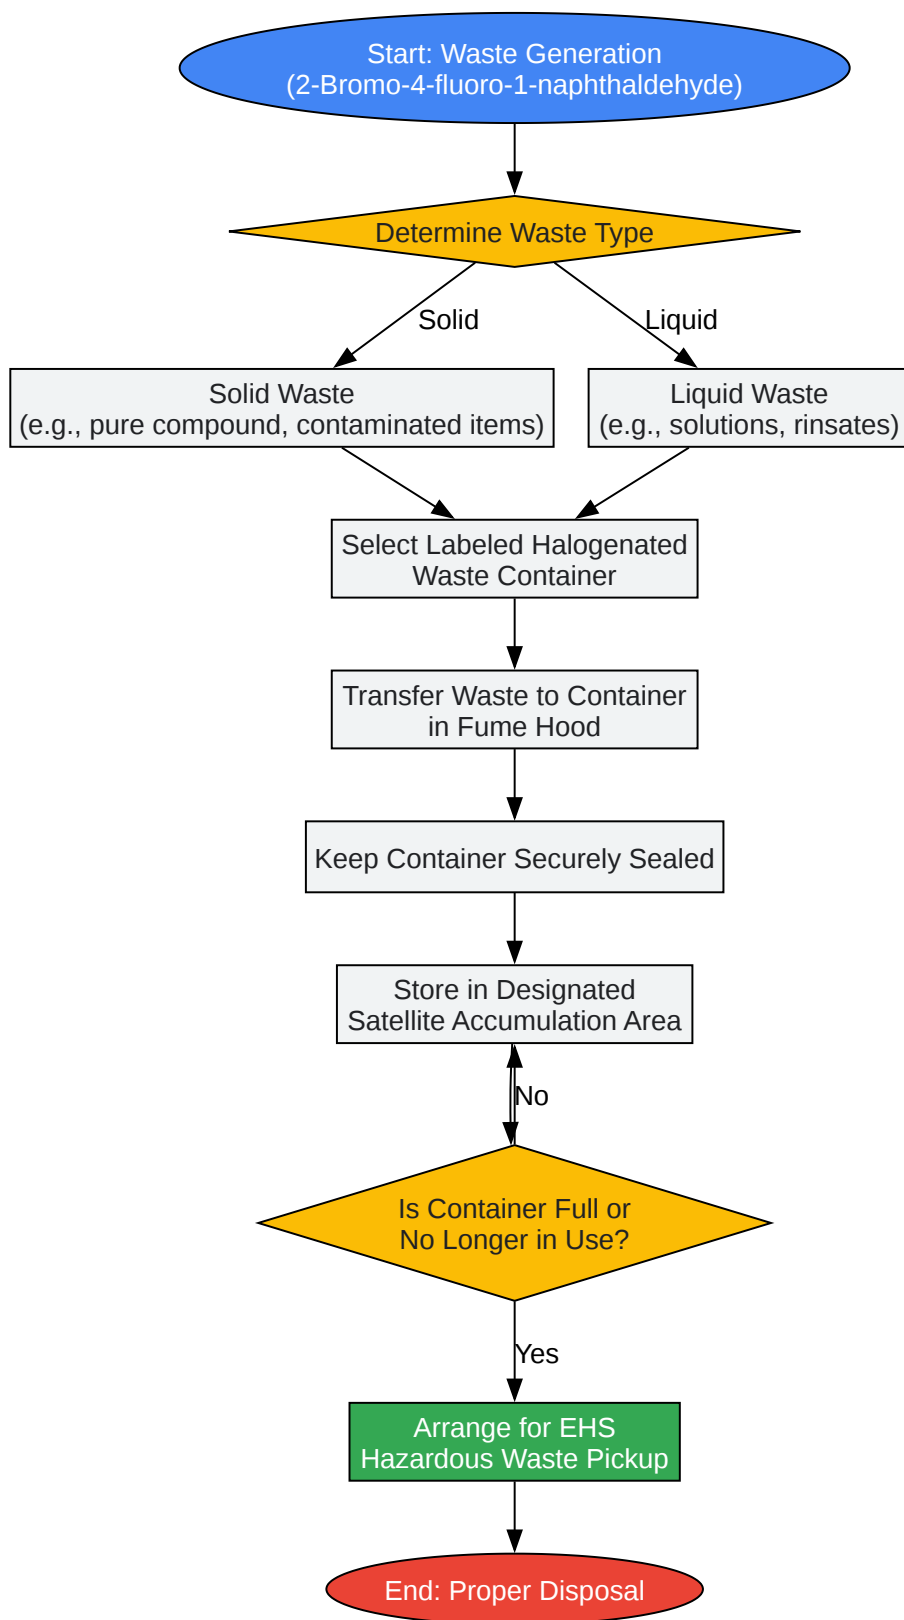 Start: Waste Generation
(2-Bromo-4-fluoro-1-naphthaldehyde)
Determine Waste Type
Solid
Liquid
Solid Waste
(e.g., pure compound, contaminated items)
Liquid Waste
(e.g., solutions, rinsates)
Select Labeled Halogenated
Waste Container
Transfer Waste to Container
in Fume Hood
Keep Container Securely Sealed
Store in Designated
Satellite Accumulation Area
No
Is Container Full or
No Longer in Use?
Yes
Arrange for EHS
Hazardous Waste Pickup
End: Proper Disposal